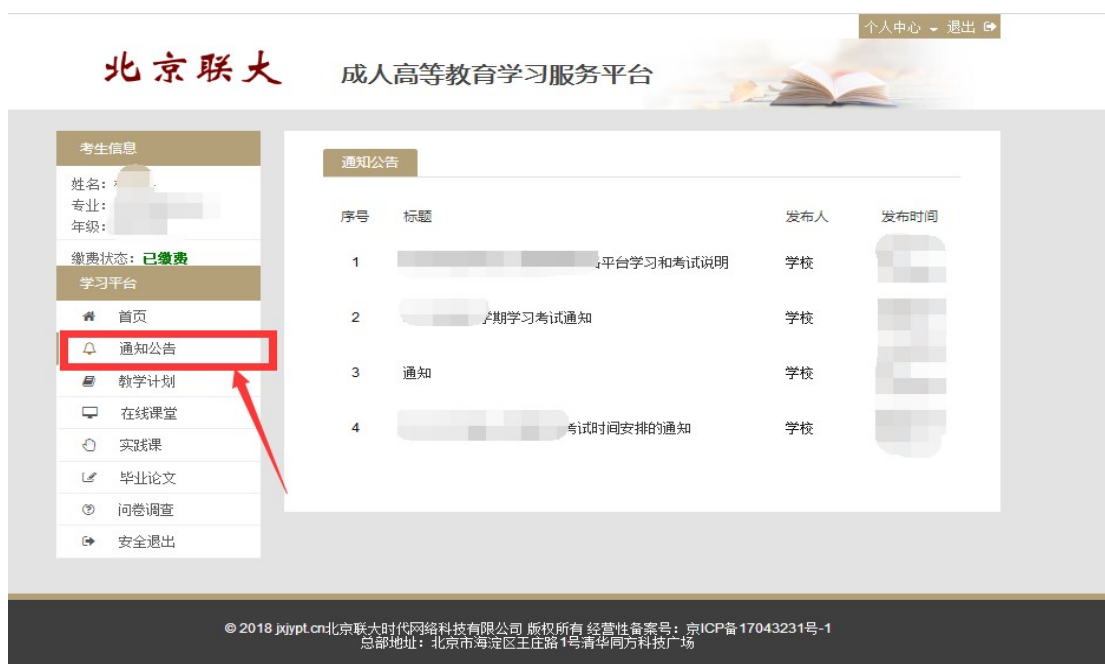 个人中心 退出
北京联大
成人高等教育学习服务平台
考生信息
姓名：
专业：
年级：
缴费状态：已缴费
学习平台
首页
通知公告
教学计划
在线课堂
实践课
毕业论文
问卷调查
安全退出
通知公告
序号 标题 发布人 发布时间
1 平台学习和考试说明 学校
2 学期学习考试通知 学校
3 通知 学校
4 考试时间安排的通知 学校
© 2018 jxjypt.cn北京联大时代网络科技有限公司 版权所有 经营性备案号：京ICP备17043231号-1
总部地址：北京市海淀区王庄路1号清华同方科技广场